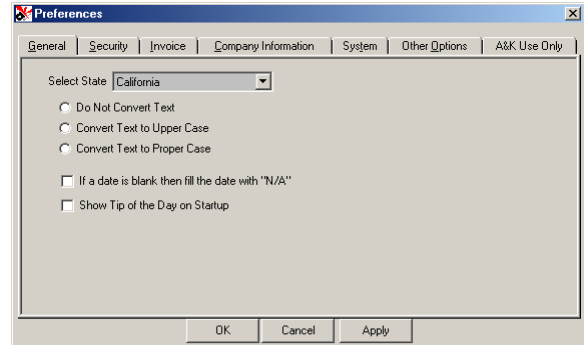 Preferences
General Security Invoice Company Information System Other Options A&K Use Only
Select State California
Do Not Convert Text
Convert Text to Upper Case
Convert Text to Proper Case
If a date is blank then fill the date with "N/A"
Show Tip of the Day on Startup
OK Cancel Apply